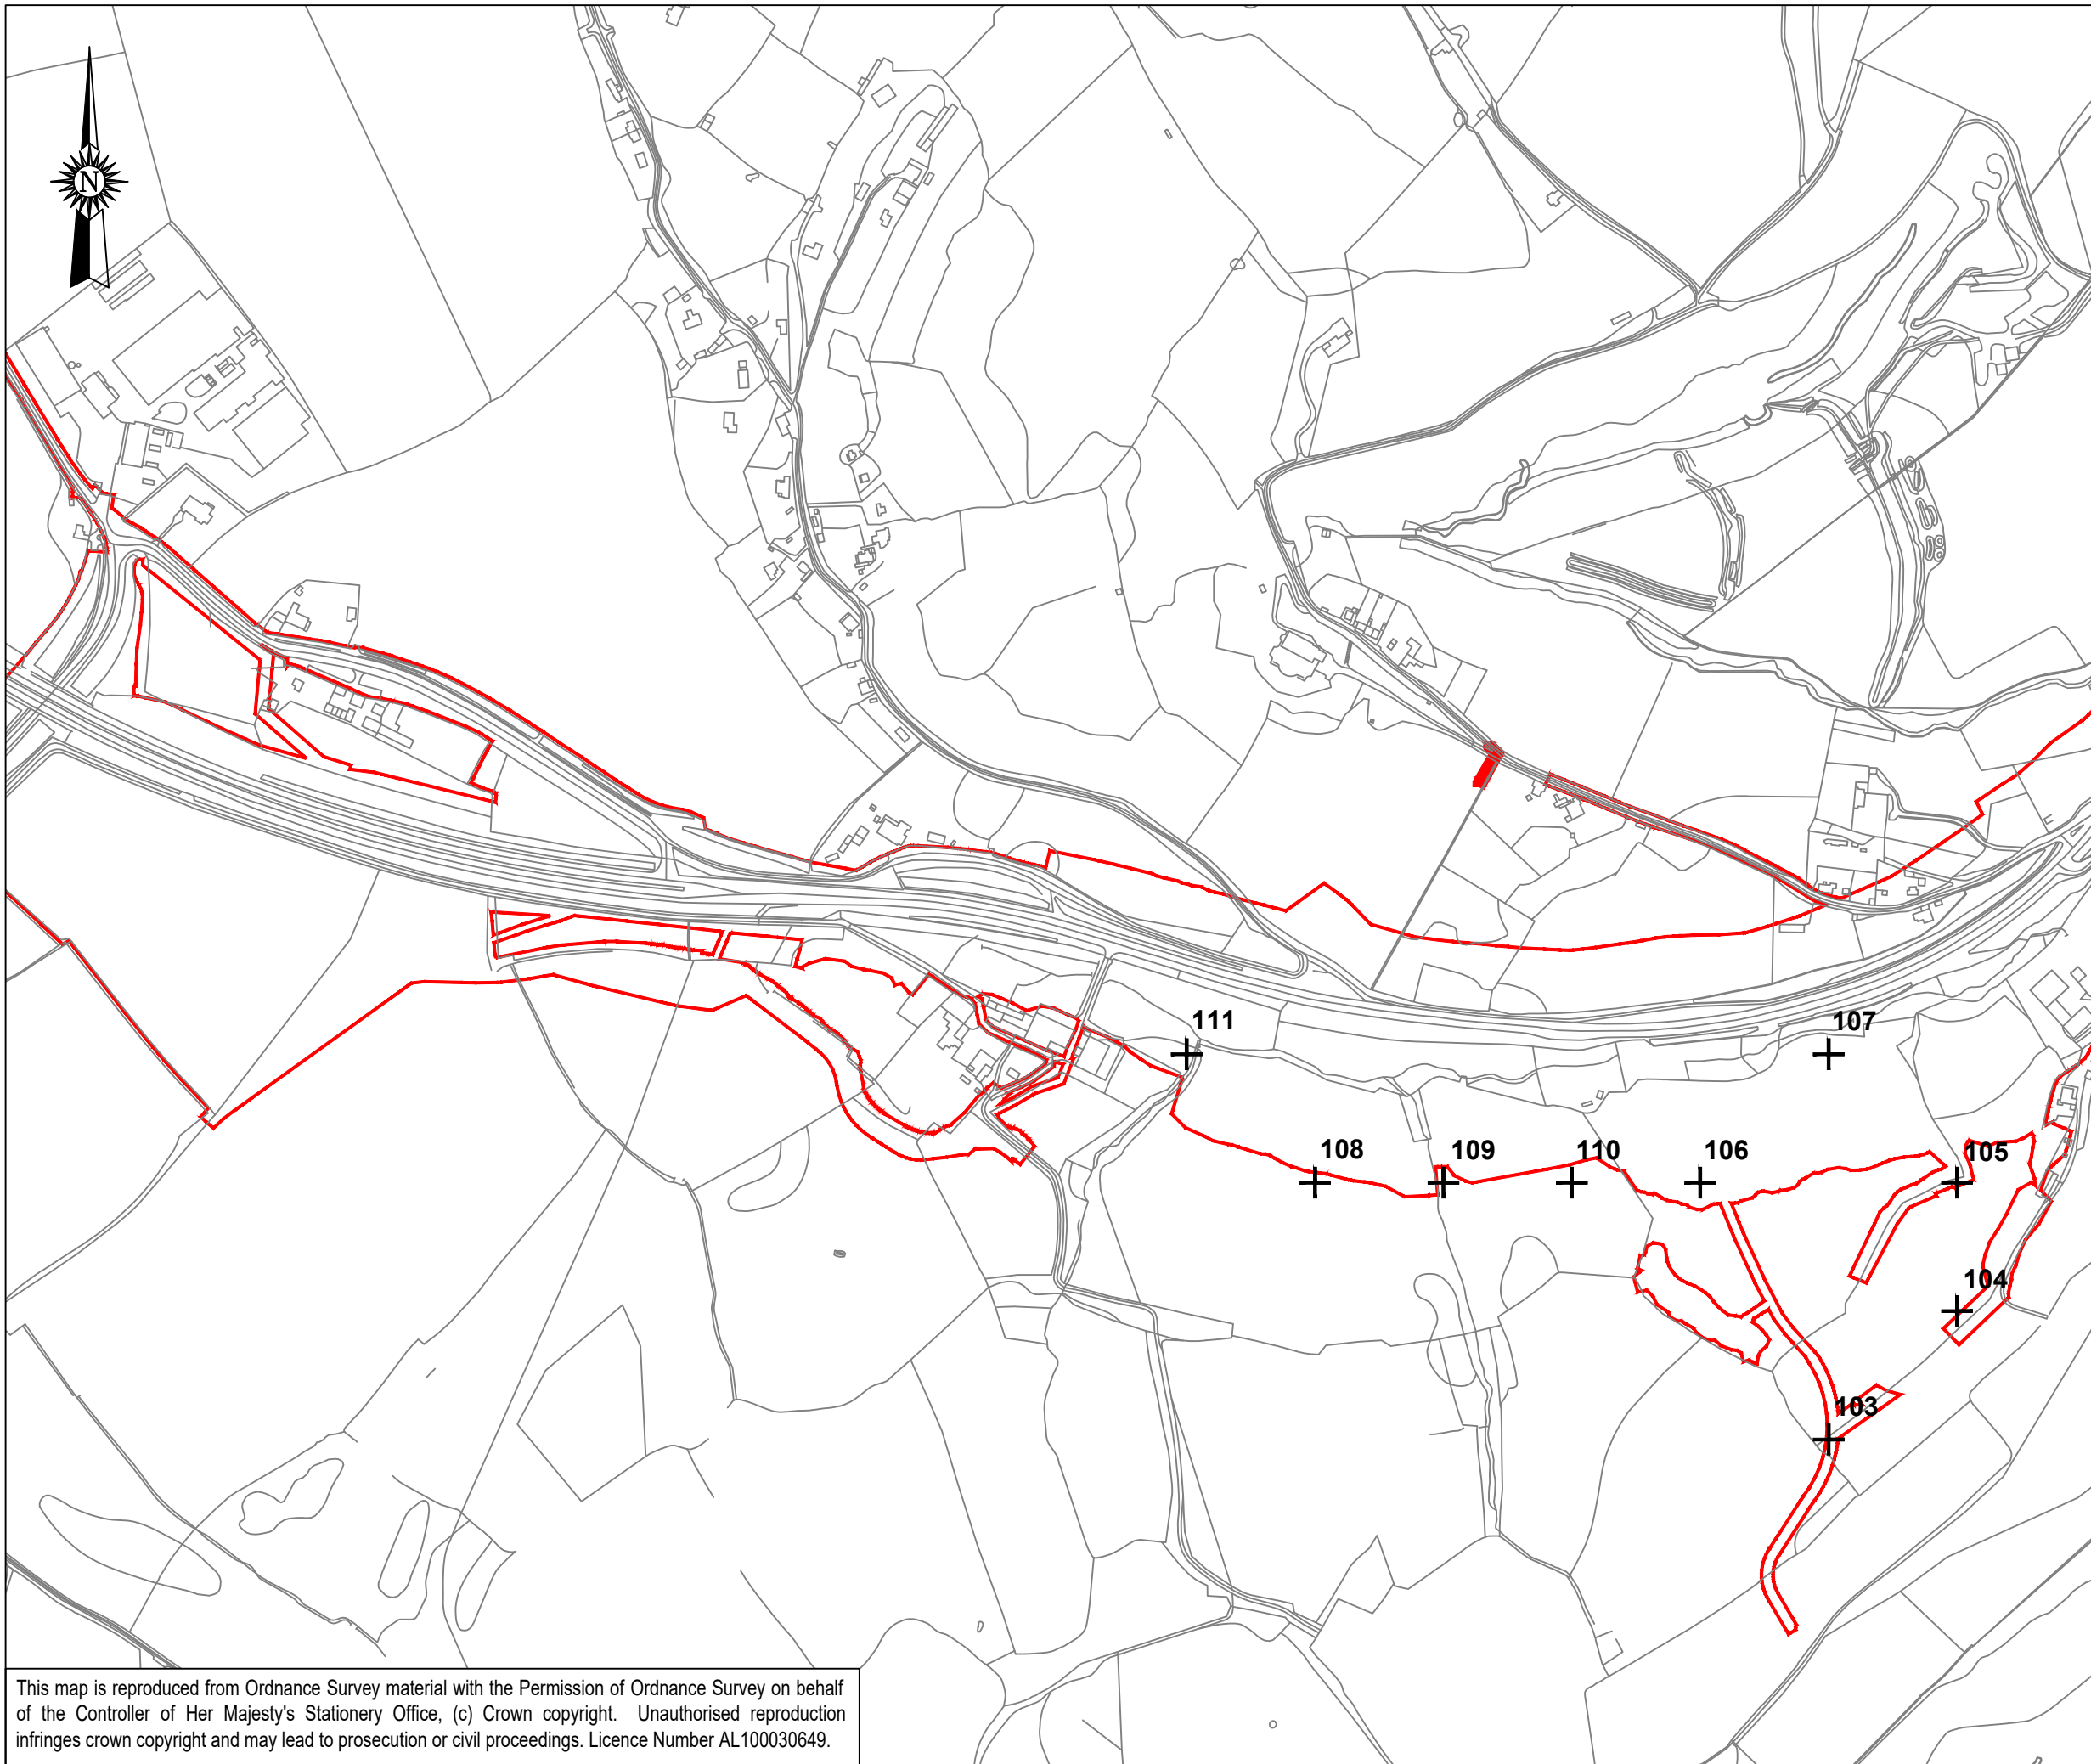 N
111
107
108
109
110
106
105
104
103
This map is reproduced from Ordnance Survey material with the Permission of Ordnance Survey on behalf
of the Controller of Her Majesty's Stationery Office, (c) Crown copyright. Unauthorised reproduction
infringes crown copyright and may lead to prosecution or civil proceedings. Licence Number AL100030649.